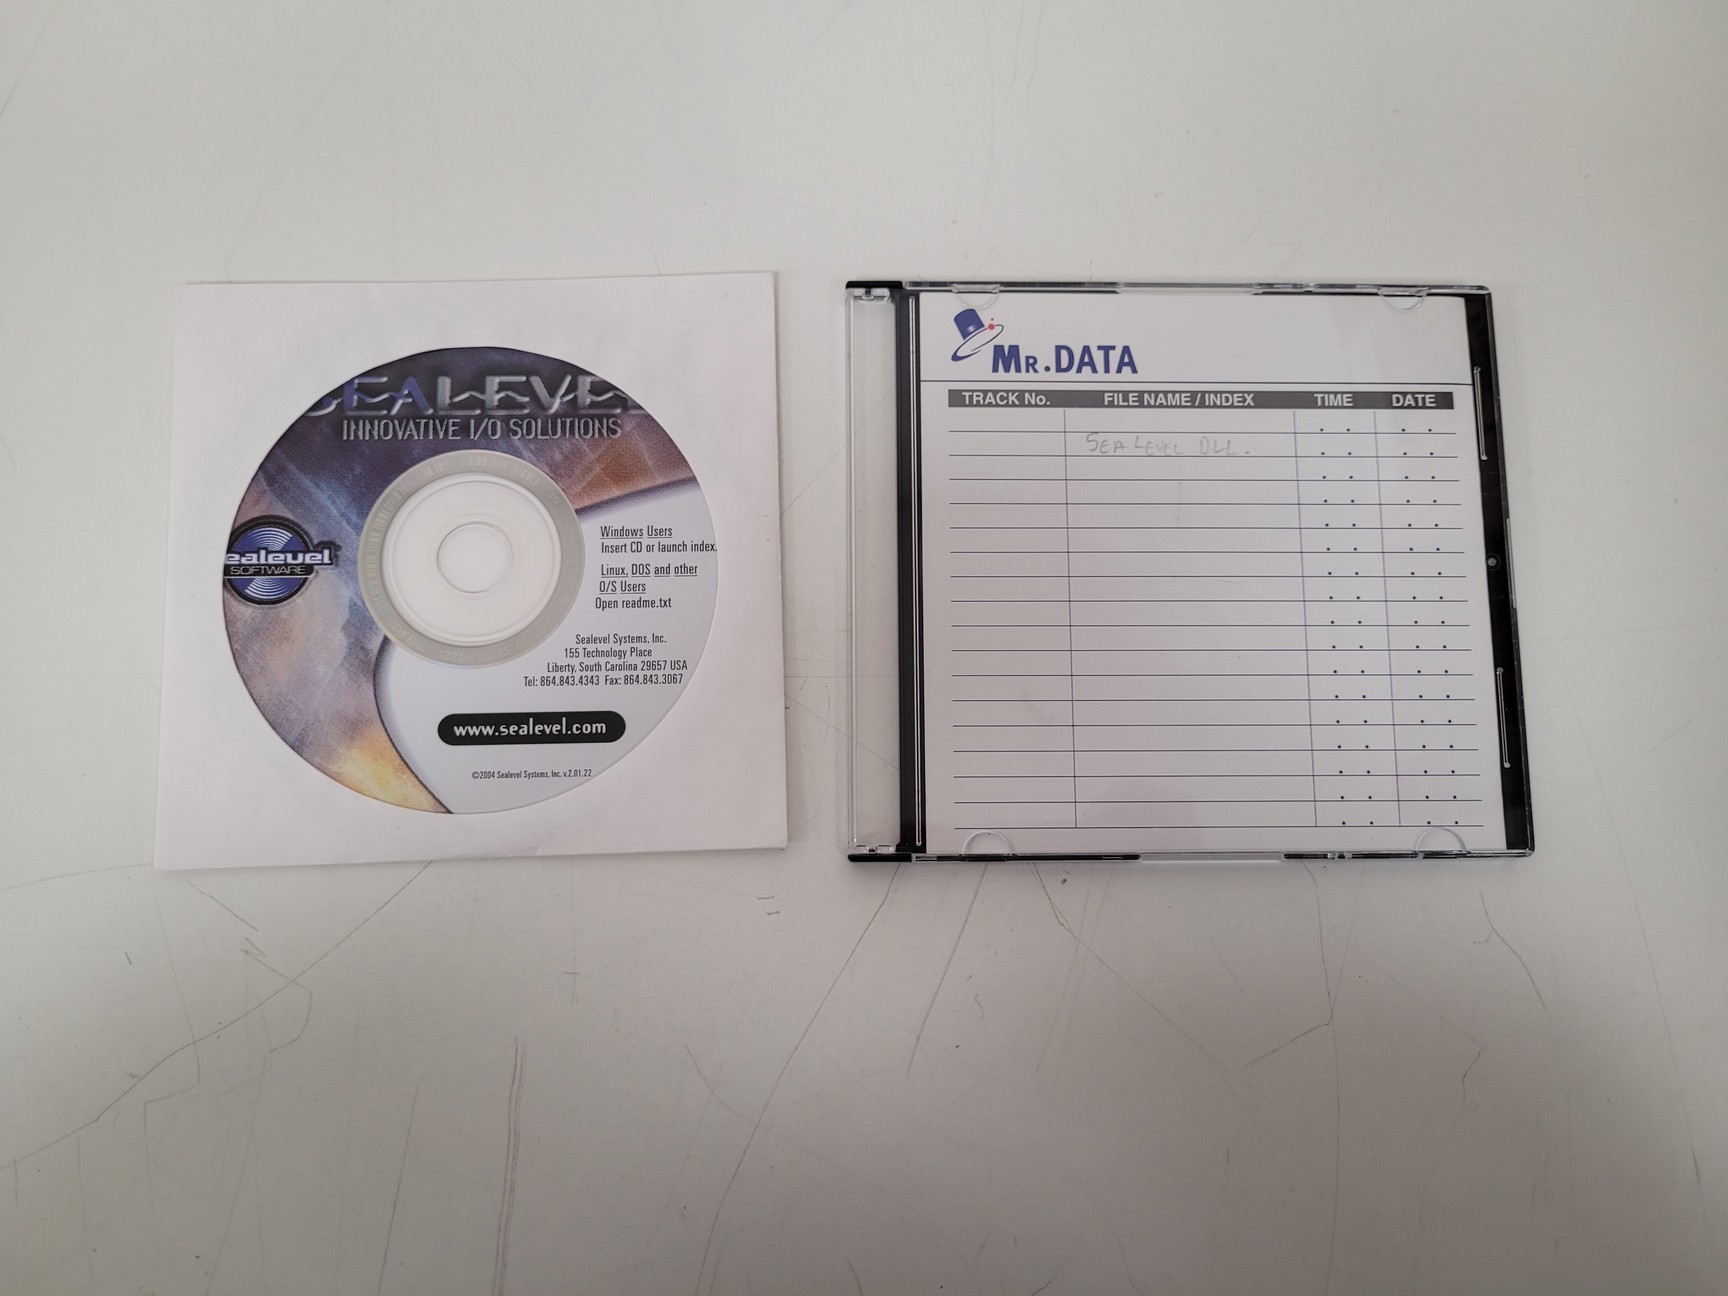 SEALEVEL
INNOVATIVE I/O SOLUTIONS
ealevel
SOFTWARE
Windows Users
Insert CD or launch index.
Linux, DOS and other
O/S Users
Open readme.txt
Sealevel Systems, Inc.
155 Technology Place
Liberty, South Carolina 29657 USA
Tel: 864.843.4343 Fax: 864.843.3067
www.sealevel.com
©2004 Sealevel Systems, Inc. v.2.01.22
MR.DATA
TRACK No. FILE NAME / INDEX TIME DATE
SEA LEVEL DLL.